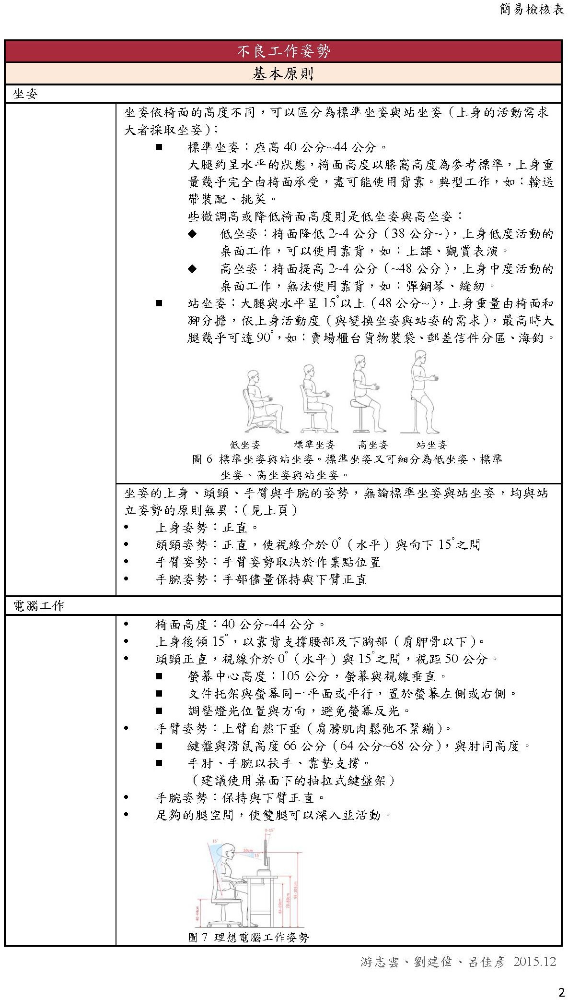 簡易檢核表
不良工作姿勢
基本原則
坐姿
坐姿依椅面的高度不同，可以區分為標準坐姿與站坐姿（上身的活動需求
大者採取坐姿）：
■ 標準坐姿：座高 40 公分~44 公分。
大腿約呈水平的狀態，椅面高度以膝窩高度為參考標準，上身重
量幾乎完全由椅面承受，盡可能使用背靠。典型工作，如：輸送
帶裝配、挑菜。
些微調高或降低椅面高度則是低坐姿與高坐姿：
◆ 低坐姿：椅面降低 2~4 公分（38 公分~），上身低度活動的
桌面工作，可以使用靠背，如：上課、觀賞表演。
◆ 高坐姿：椅面提高 2~4 公分（~48 公分），上身中度活動的
桌面工作，無法使用靠背，如：彈鋼琴、縫紉。
■ 站坐姿：大腿與水平呈 15°以上（48 公分~），上身重量由椅面和
腳分擔，依上身活動度（與變換坐姿與站姿的需求），最高時大
腿幾乎可達 90°，如：賣場櫃台貨物裝袋、郵差信件分區、海釣。
低坐姿 標準坐姿 高坐姿 站坐姿
圖 6 標準坐姿與站坐姿。標準坐姿又可細分為低坐姿、標準
坐姿、高坐姿與站坐姿。
坐姿的上身、頭頸、手臂與手腕的姿勢，無論標準坐姿與站坐姿，均與站
立姿勢的原則無異：（見上頁）
• 上身姿勢：正直。
• 頭頸姿勢：正直，使視線介於 0°（水平）與向下 15°之間
• 手臂姿勢：手臂姿勢取決於作業點位置
• 手腕姿勢：手部儘量保持與下臂正直
電腦工作
• 椅面高度：40 公分~44 公分。
• 上身後傾 15°，以靠背支撐腰部及下胸部（肩胛骨以下）。
• 頭頸正直，視線介於 0°（水平）與 15°之間，視距 50 公分。
■ 螢幕中心高度：105 公分，螢幕與視線垂直。
■ 文件托架與螢幕同一平面或平行，置於螢幕左側或右側。
■ 調整燈光位置與方向，避免螢幕反光。
• 手臂姿勢：上臂自然下垂（肩膀肌肉鬆弛不緊繃）。
■ 鍵盤與滑鼠高度 66 公分（64 公分~68 公分），與肘同高度。
■ 手肘、手腕以扶手、靠墊支撐。
（建議使用桌面下的抽拉式鍵盤架）
• 手腕姿勢：保持與下臂正直。
• 足夠的腿空間，使雙腿可以深入並活動。
0-15°
15°
50cm
15°
40-44cm
64-69cm
70-80cm
95-105cm
圖 7 理想電腦工作姿勢
游志雲、劉建偉、呂佳彥 2015.12
2